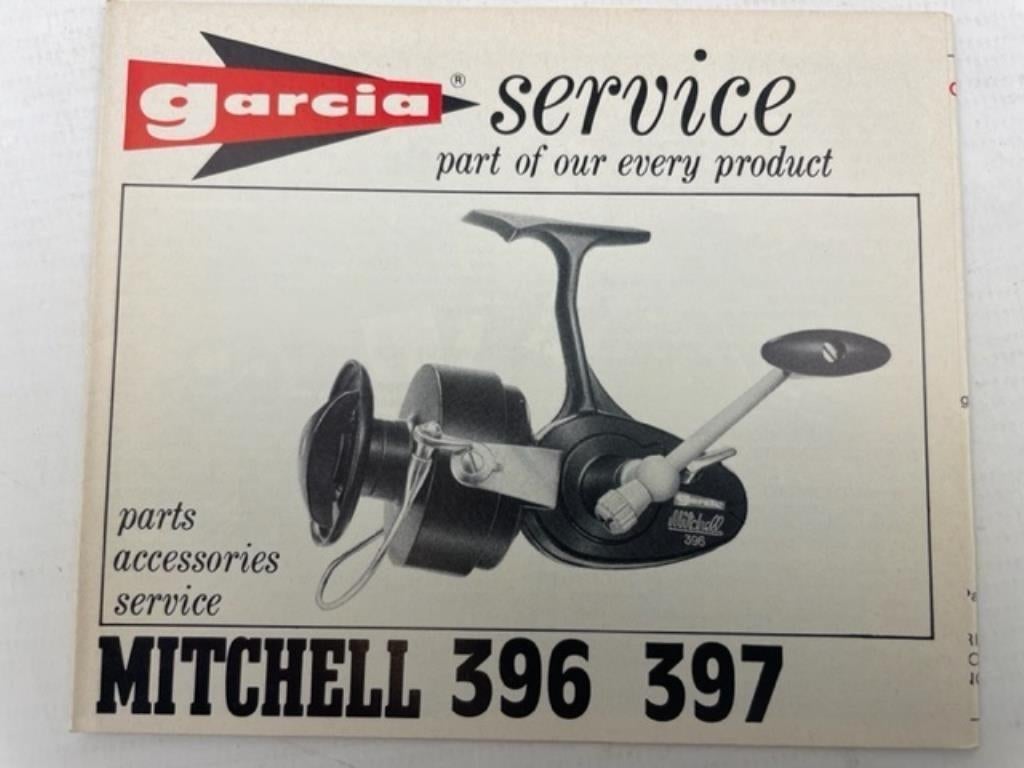 garcia ® service
part of our every product
Mitchell
396
parts
accessories
service
MITCHELL 396 397